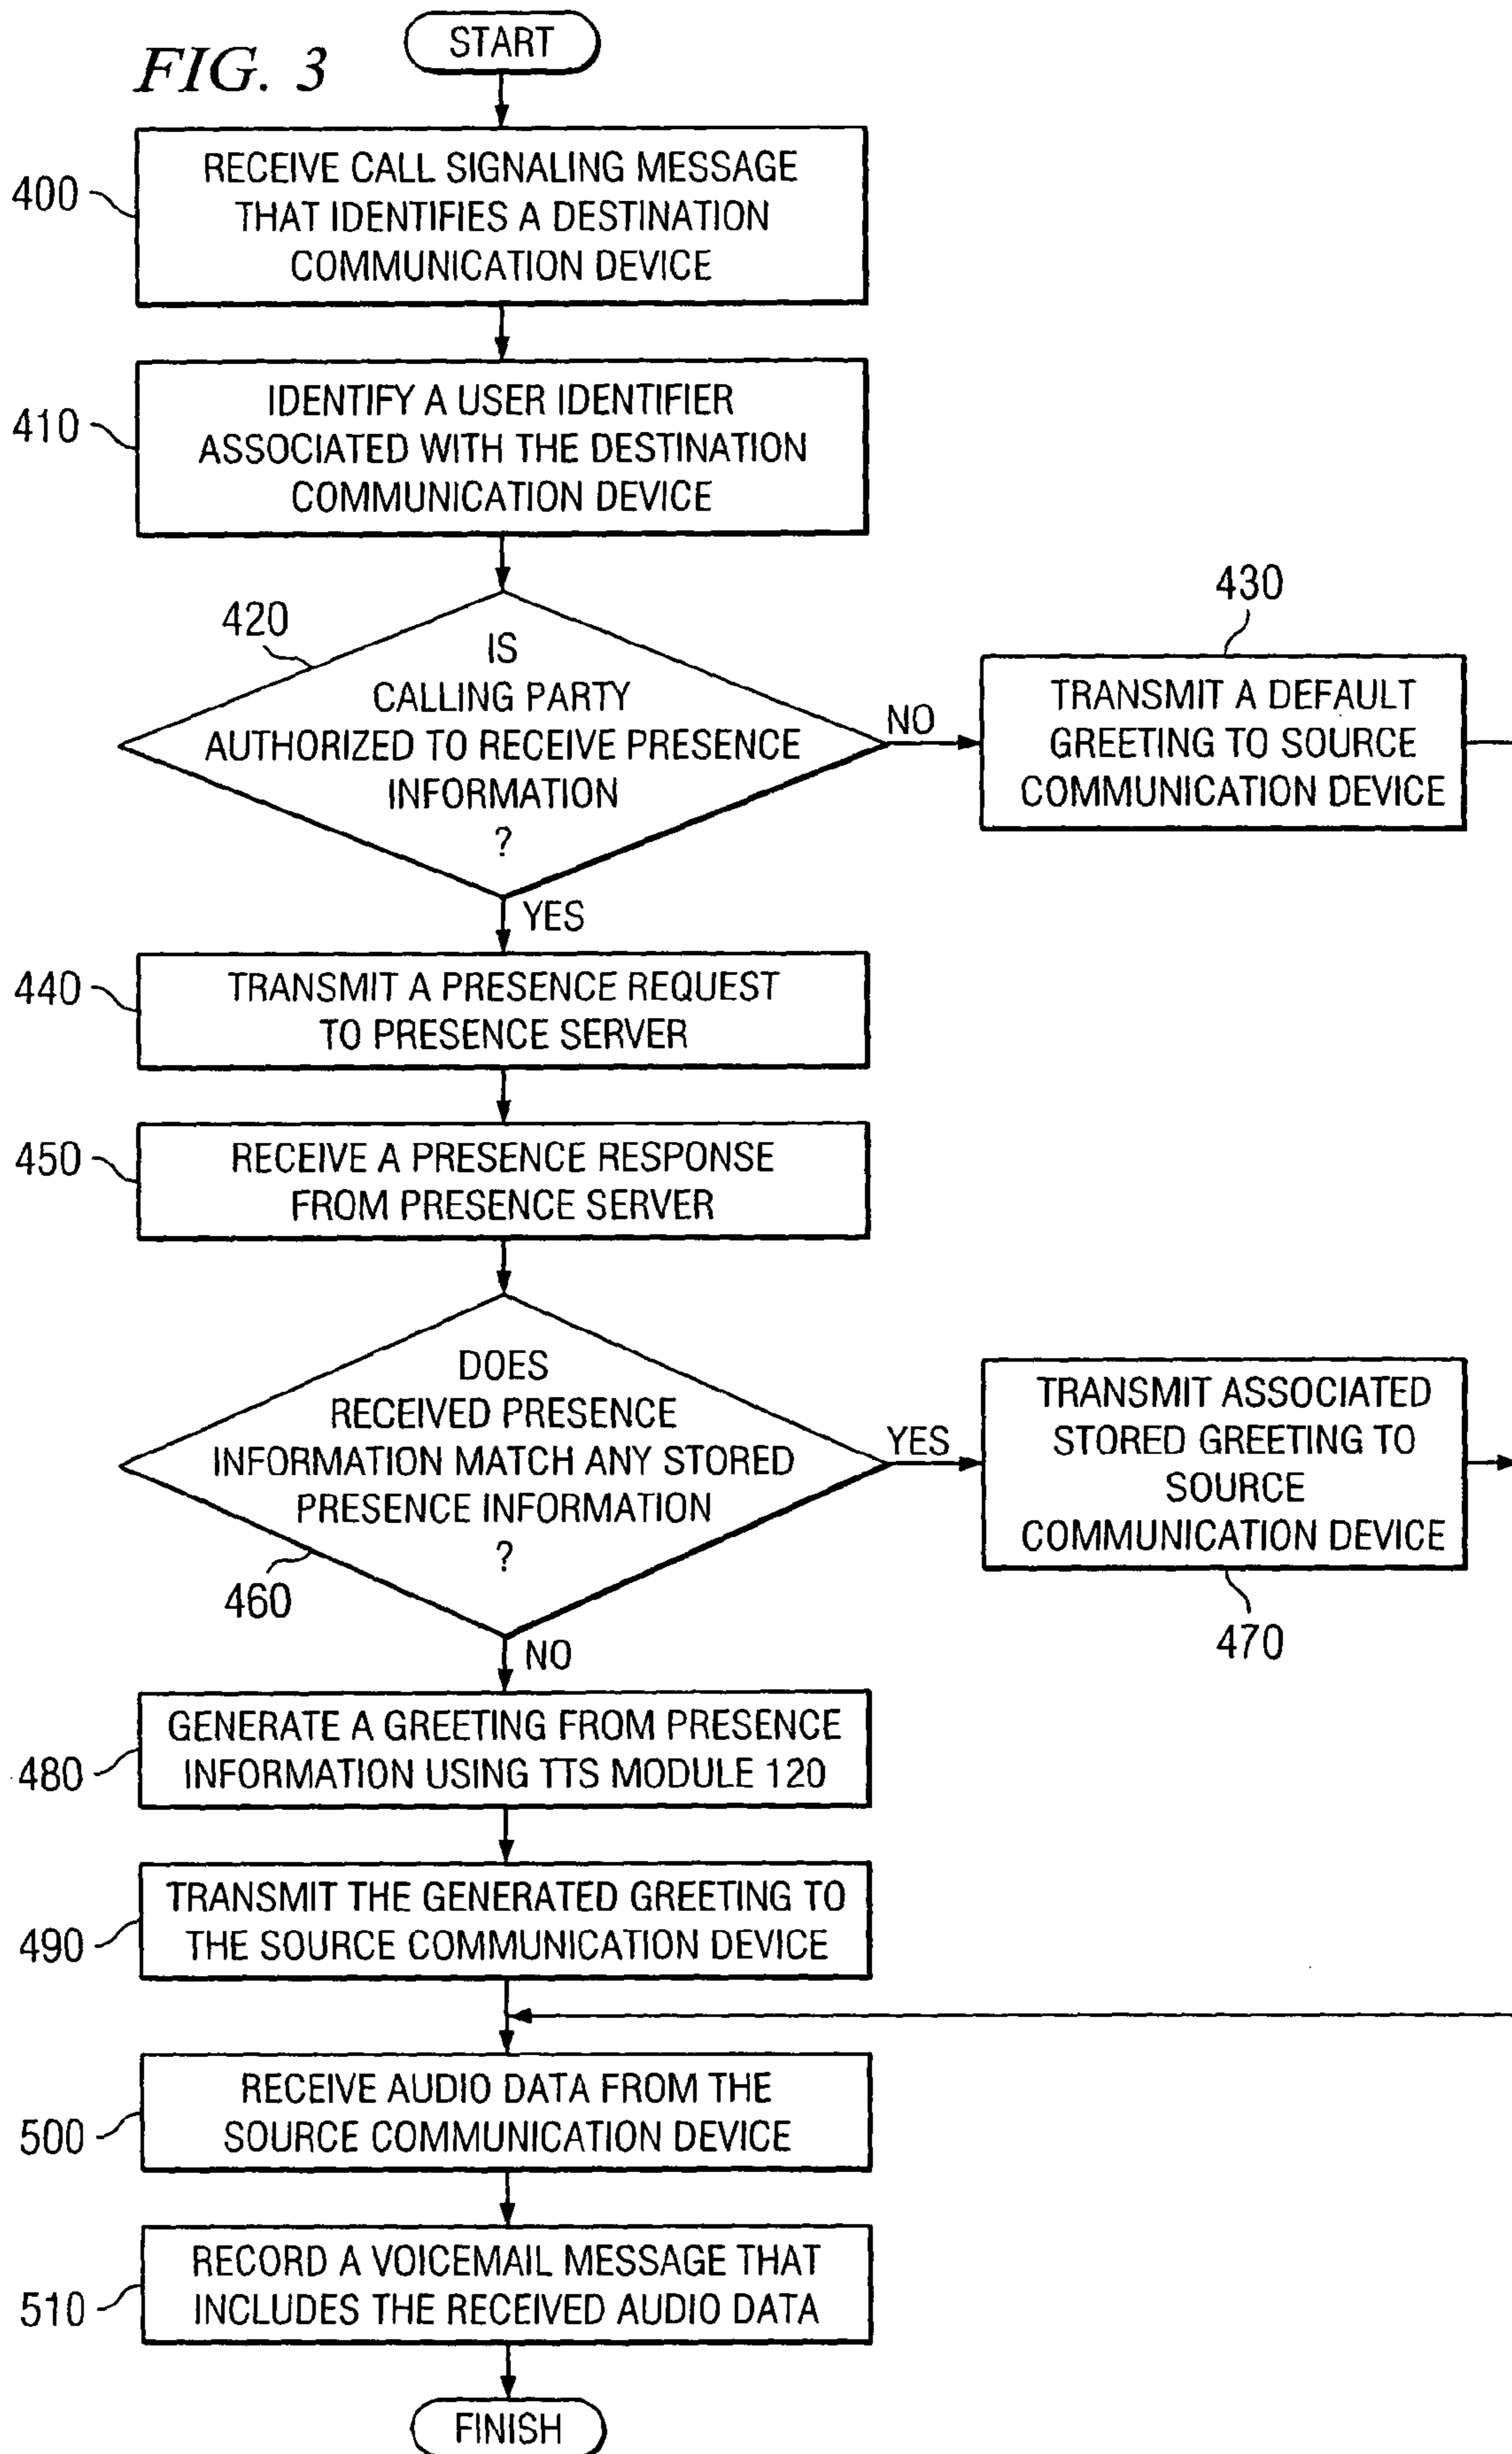 FIG. 3
START
400
RECEIVE CALL SIGNALING MESSAGE
THAT IDENTIFIES A DESTINATION
COMMUNICATION DEVICE
410
IDENTIFY A USER IDENTIFIER
ASSOCIATED WITH THE DESTINATION
COMMUNICATION DEVICE
420
IS
CALLING PARTY
AUTHORIZED TO RECEIVE PRESENCE
INFORMATION
?
NO
430
TRANSMIT A DEFAULT
GREETING TO SOURCE
COMMUNICATION DEVICE
YES
440
TRANSMIT A PRESENCE REQUEST
TO PRESENCE SERVER
450
RECEIVE A PRESENCE RESPONSE
FROM PRESENCE SERVER
DOES
RECEIVED PRESENCE
INFORMATION MATCH ANY STORED
PRESENCE INFORMATION
?
460
YES
TRANSMIT ASSOCIATED
STORED GREETING TO
SOURCE
COMMUNICATION DEVICE
470
NO
480
GENERATE A GREETING FROM PRESENCE
INFORMATION USING TTS MODULE 120
490
TRANSMIT THE GENERATED GREETING TO
THE SOURCE COMMUNICATION DEVICE
500
RECEIVE AUDIO DATA FROM THE
SOURCE COMMUNICATION DEVICE
510
RECORD A VOICEMAIL MESSAGE THAT
INCLUDES THE RECEIVED AUDIO DATA
FINISH